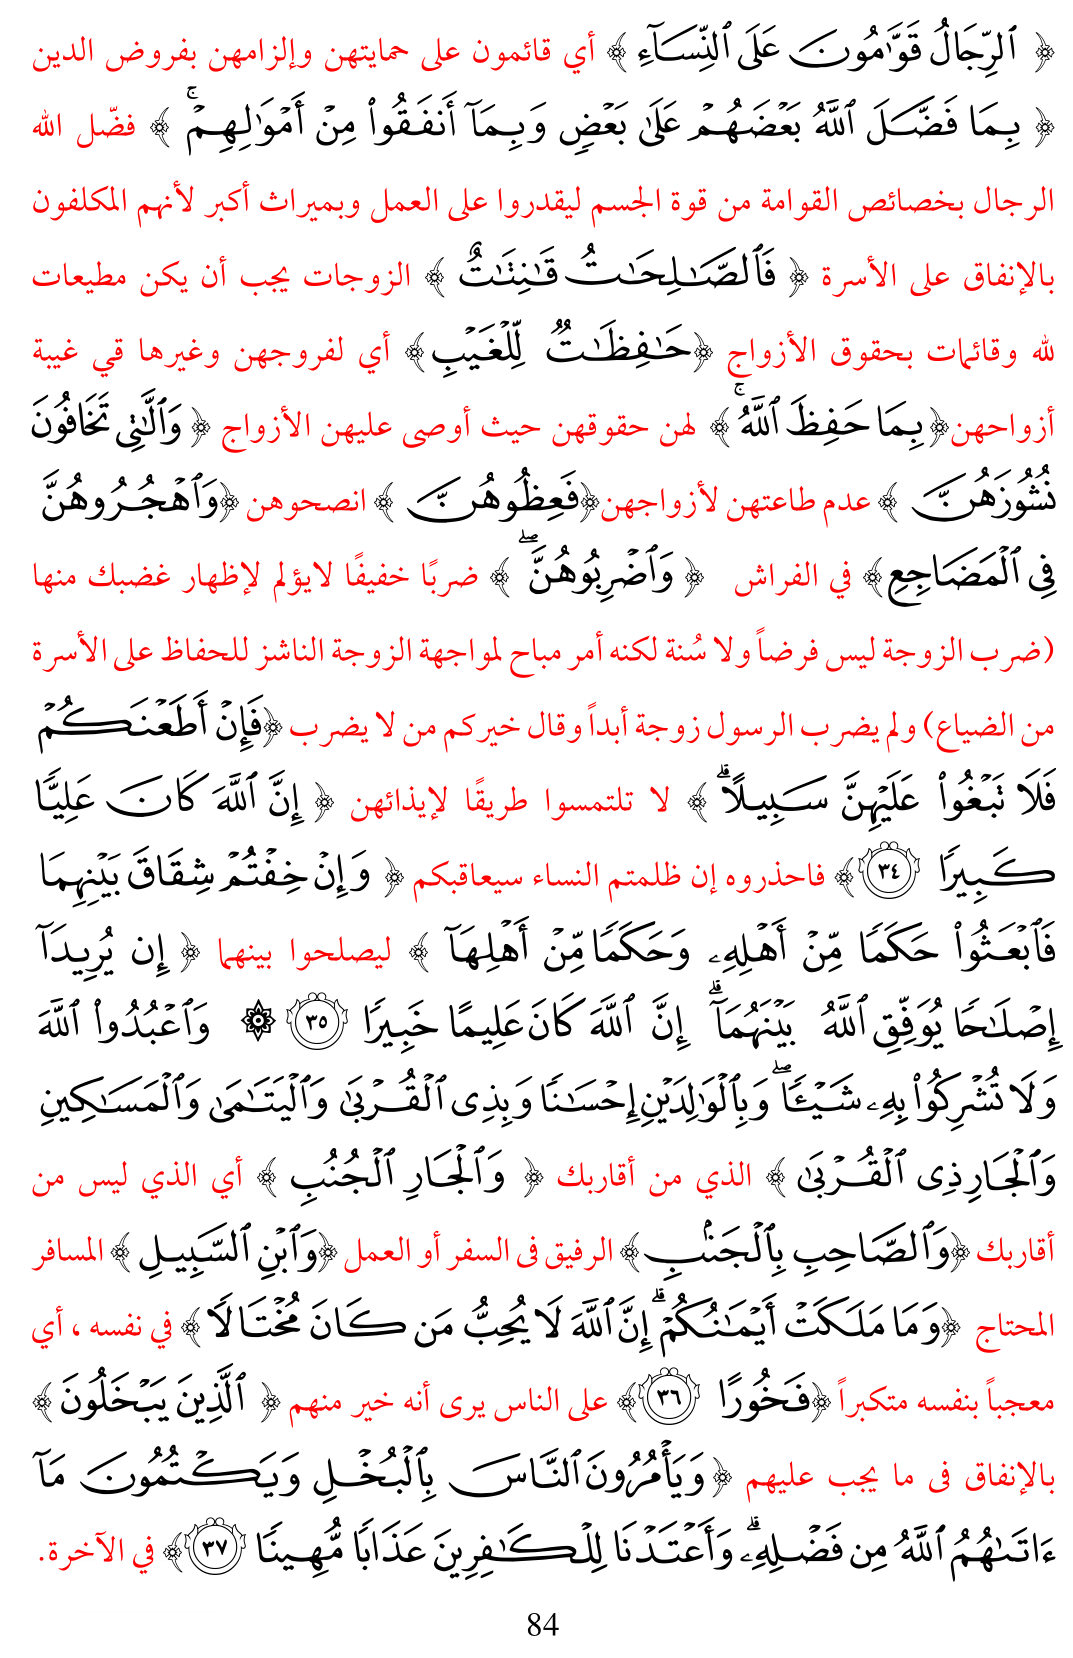 ﴿ ٱلرِّجَالُ قَوَّٰمُونَ عَلَى ٱلنِّسَآءِ ﴾ أي قائمون على حمايتهن وإلزامهن بفروض الدين
﴿ بِمَا فَضَّلَ ٱللَّهُ بَعْضَهُمْ عَلَىٰ بَعْضٍ وَبِمَآ أَنفَقُوا۟ مِنْ أَمْوَٰلِهِمْ ۚ ﴾ فضّل الله
الرجال بخصائص القوامة من قوة الجسم ليقدروا على العمل وبميراث أكبر لأنهم المكلفون
بالإنفاق على الأسرة ﴿ فَٱلصَّٰلِحَٰتُ قَٰنِتَٰتٌ ﴾ الزوجات يجب أن يكن مطيعات
لله وقائمات بحقوق الأزواج ﴿حَٰفِظَٰتٌ لِّلْغَيْبِ﴾ أي لفروجهن وغيرها قي غيبة
أزواجهن﴿بِمَا حَفِظَ ٱللَّهُ ۚ﴾ لهن حقوقهن حيث أوصى عليهن الأزواج ﴿ وَٱلَّٰتِى تَخَافُونَ
نُشُوزَهُنَّ ﴾ عدم طاعتهن لأزواجهن﴿فَعِظُوهُنَّ ﴾ انصحوهن ﴿وَٱهْجُرُوهُنَّ
فِى ٱلْمَضَاجِعِ﴾ في الفراش ﴿ وَٱضْرِبُوهُنَّ ۖ ﴾ ضربًا خفيفًا لايؤلم لإظهار غضبك منها
(ضرب الزوجة ليس فرضاً ولا سُنة لكنه أمر مباح لمواجهة الزوجة الناشز للحفاظ على الأسرة
من الضياع) ولم يضرب الرسول زوجة أبداً وقال خيركم من لا يضرب ﴿فَإِنْ أَطَعْنَكُمْ
فَلَا تَبْغُوا۟ عَلَيْهِنَّ سَبِيلًا ۗ ﴾ لا تلتمسوا طريقًا لإيذائهن ﴿ إِنَّ ٱللَّهَ كَانَ عَلِيًّا
كَبِيرًا ٣٤﴾ فاحذروه إن ظلمتم النساء سيعاقبكم ﴿ وَإِنْ خِفْتُمْ شِقَاقَ بَيْنِهِمَا
فَٱبْعَثُوا۟ حَكَمًا مِّنْ أَهْلِهِۦ وَحَكَمًا مِّنْ أَهْلِهَآ ﴾ ليصلحوا بينهما ﴿ إِن يُرِيدَآ
إِصْلَٰحًا يُوَفِّقِ ٱللَّهُ بَيْنَهُمَآ ۗ إِنَّ ٱللَّهَ كَانَ عَلِيمًا خَبِيرًا ٣٥ ۞ وَٱعْبُدُوا۟ ٱللَّهَ
وَلَا تُشْرِكُوا۟ بِهِۦ شَيْـًٔا ۖ وَبِٱلْوَٰلِدَيْنِ إِحْسَٰنًا وَبِذِى ٱلْقُرْبَىٰ وَٱلْيَتَٰمَىٰ وَٱلْمَسَٰكِينِ
وَٱلْجَارِ ذِى ٱلْقُرْبَىٰ ﴾ الذي من أقاربك ﴿ وَٱلْجَارِ ٱلْجُنُبِ ﴾ أي الذي ليس من
أقاربك ﴿وَٱلصَّاحِبِ بِٱلْجَنۢبِ﴾ الرفيق فى السفر أو العمل ﴿وَٱبْنِ ٱلسَّبِيلِ ﴾ المسافر
المحتاج ﴿وَمَا مَلَكَتْ أَيْمَٰنُكُمْ ۗ إِنَّ ٱللَّهَ لَا يُحِبُّ مَن كَانَ مُخْتَالًا ﴾ في نفسه ، أي
معجباً بنفسه متكبراً ﴿فَخُورًا ٣٦﴾ على الناس يرى أنه خير منهم ﴿ ٱلَّذِينَ يَبْخَلُونَ ﴾
بالإنفاق فى ما يجب عليهم ﴿ وَيَأْمُرُونَ ٱلنَّاسَ بِٱلْبُخْلِ وَيَكْتُمُونَ مَآ
ءَاتَىٰهُمُ ٱللَّهُ مِن فَضْلِهِۦ ۗ وَأَعْتَدْنَا لِلْكَٰفِرِينَ عَذَابًا مُّهِينًا ٣٧﴾ في الآخرة.
84